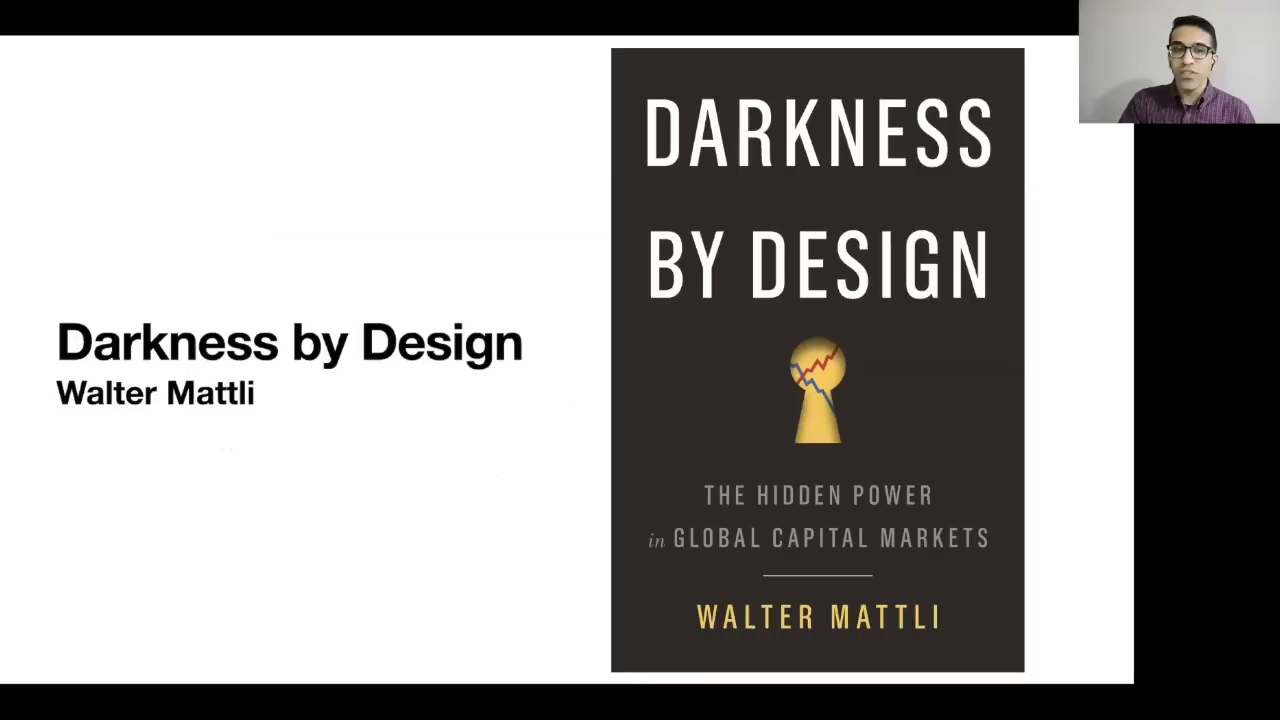 Darkness by Design
Walter Mattli
DARKNESS
BY DESIGN
THE HIDDEN POWER
in GLOBAL CAPITAL MARKETS
WALTER MATTLI